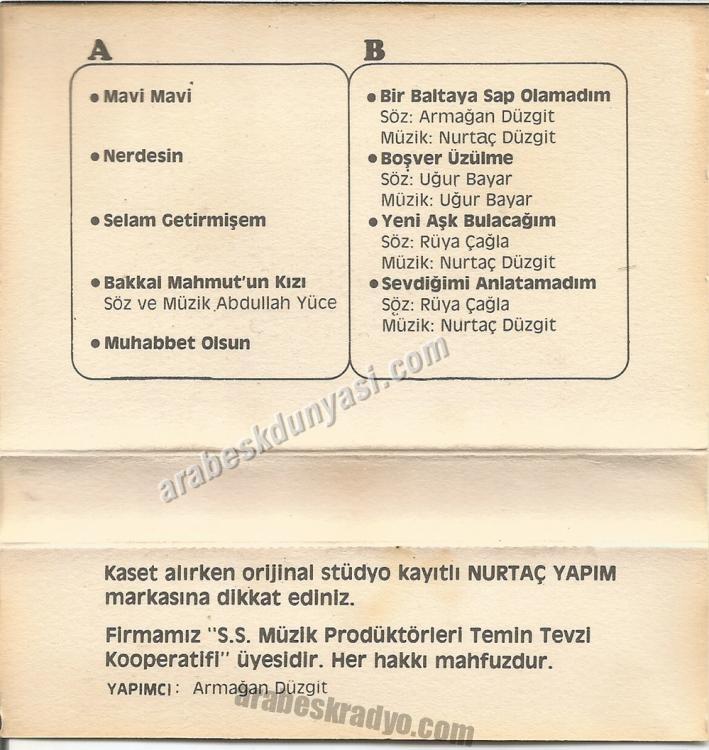 A
• Mavi Mavi
• Nerdesin
• Selam Getirmişem
• Bakkal Mahmut'un Kızı
Söz ve Müzik Abdullah Yüce
• Muhabbet Olsun
B
• Bir Baltaya Sap Olamadım
Söz: Armağan Düzgit
Müzik: Nurtaç Düzgit
• Boşver Üzülme
Söz: Uğur Bayar
Müzik: Uğur Bayar
• Yeni Aşk Bulacağım
Söz: Rüya Çağla
Müzik: Nurtaç Düzgit
• Sevdiğimi Anlatamadım
Söz: Rüya Çağla
Müzik: Nurtaç Düzgit
arabeskdunyasi.com
Kaset alırken orijinal stüdyo kayıtlı NURTAÇ YAPIM
markasına dikkat ediniz.
Firmamız "S.S. Müzik Prodüktörleri Temin Tevzi
Kooperatifi" üyesidir. Her hakkı mahfuzdur.
YAPIMCI: Armağan Düzgit
arabeskradyo.com